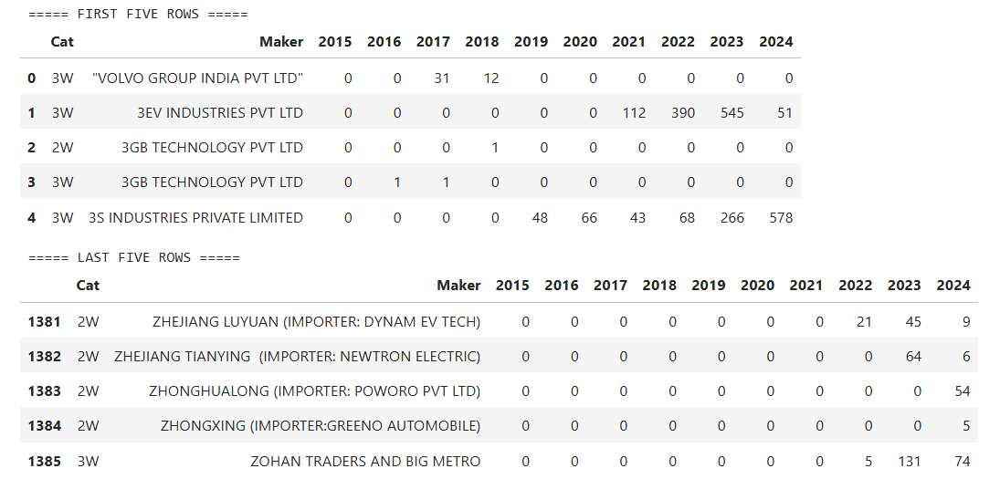 ===== FIRST FIVE ROWS =====
Cat Maker 2015 2016 2017 2018 2019 2020 2021 2022 2023 2024
0 3W "VOLVO GROUP INDIA PVT LTD" 0 0 31 12 0 0 0 0 0 0
1 3W 3EV INDUSTRIES PVT LTD 0 0 0 0 0 0 112 390 545 51
2 2W 3GB TECHNOLOGY PVT LTD 0 0 0 1 0 0 0 0 0 0
3 3W 3GB TECHNOLOGY PVT LTD 0 1 1 0 0 0 0 0 0 0
4 3W 3S INDUSTRIES PRIVATE LIMITED 0 0 0 0 48 66 43 68 266 578
===== LAST FIVE ROWS =====
Cat Maker 2015 2016 2017 2018 2019 2020 2021 2022 2023 2024
1381 2W ZHEJIANG LUYUAN (IMPORTER: DYNAM EV TECH) 0 0 0 0 0 0 0 21 45 9
1382 2W ZHEJIANG TIANYING  (IMPORTER: NEWTRON ELECTRIC) 0 0 0 0 0 0 0 0 64 6
1383 2W ZHONGHUALONG (IMPORTER: POWORO PVT LTD) 0 0 0 0 0 0 0 0 0 54
1384 2W ZHONGXING (IMPORTER:GREENO AUTOMOBILE) 0 0 0 0 0 0 0 0 0 5
1385 3W ZOHAN TRADERS AND BIG METRO 0 0 0 0 0 0 0 5 131 74